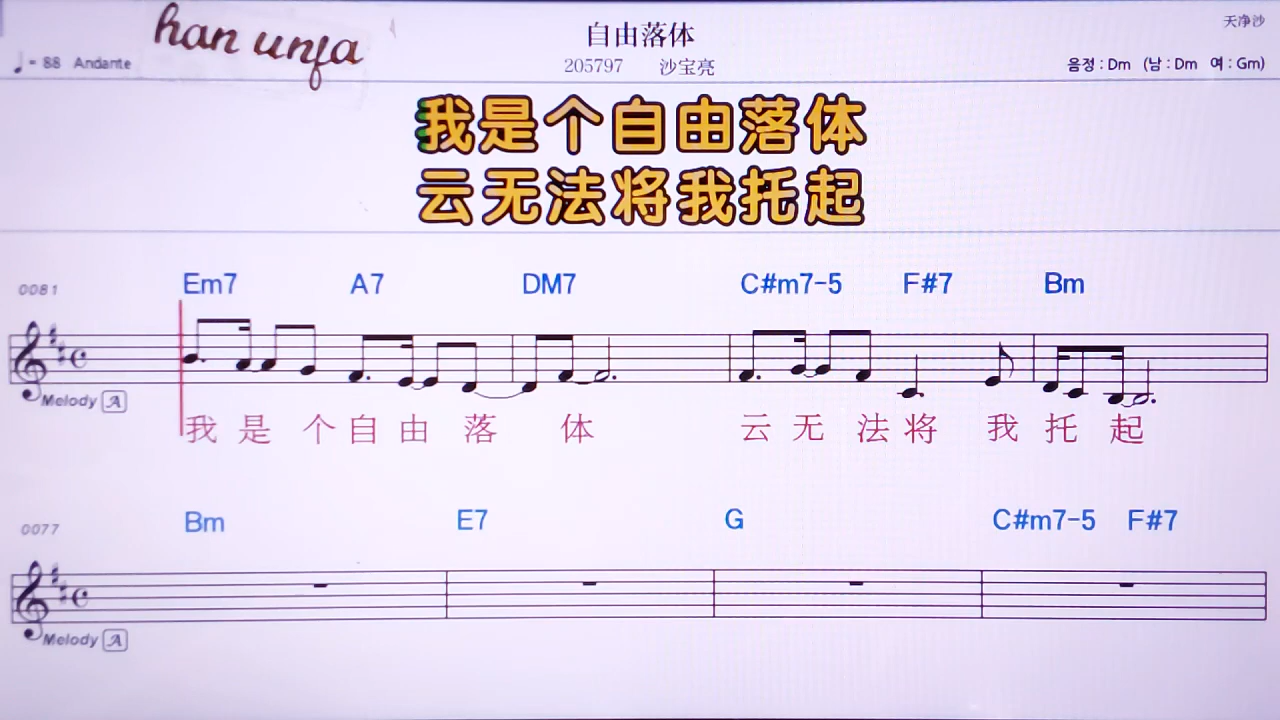 han unfa
自由落体
天净沙
♩= 88 Andante
205797 沙宝亮
음정 : Dm (남 : Dm 여 : Gm)
我是个自由落体
云无法将我托起
0081 Em7 A7 DM7 C#m7-5 F#7 Bm
Melody A
我 是 个 自 由 落 体 云 无 法 将 我 托 起
0077 Bm E7 G C#m7-5 F#7
Melody A